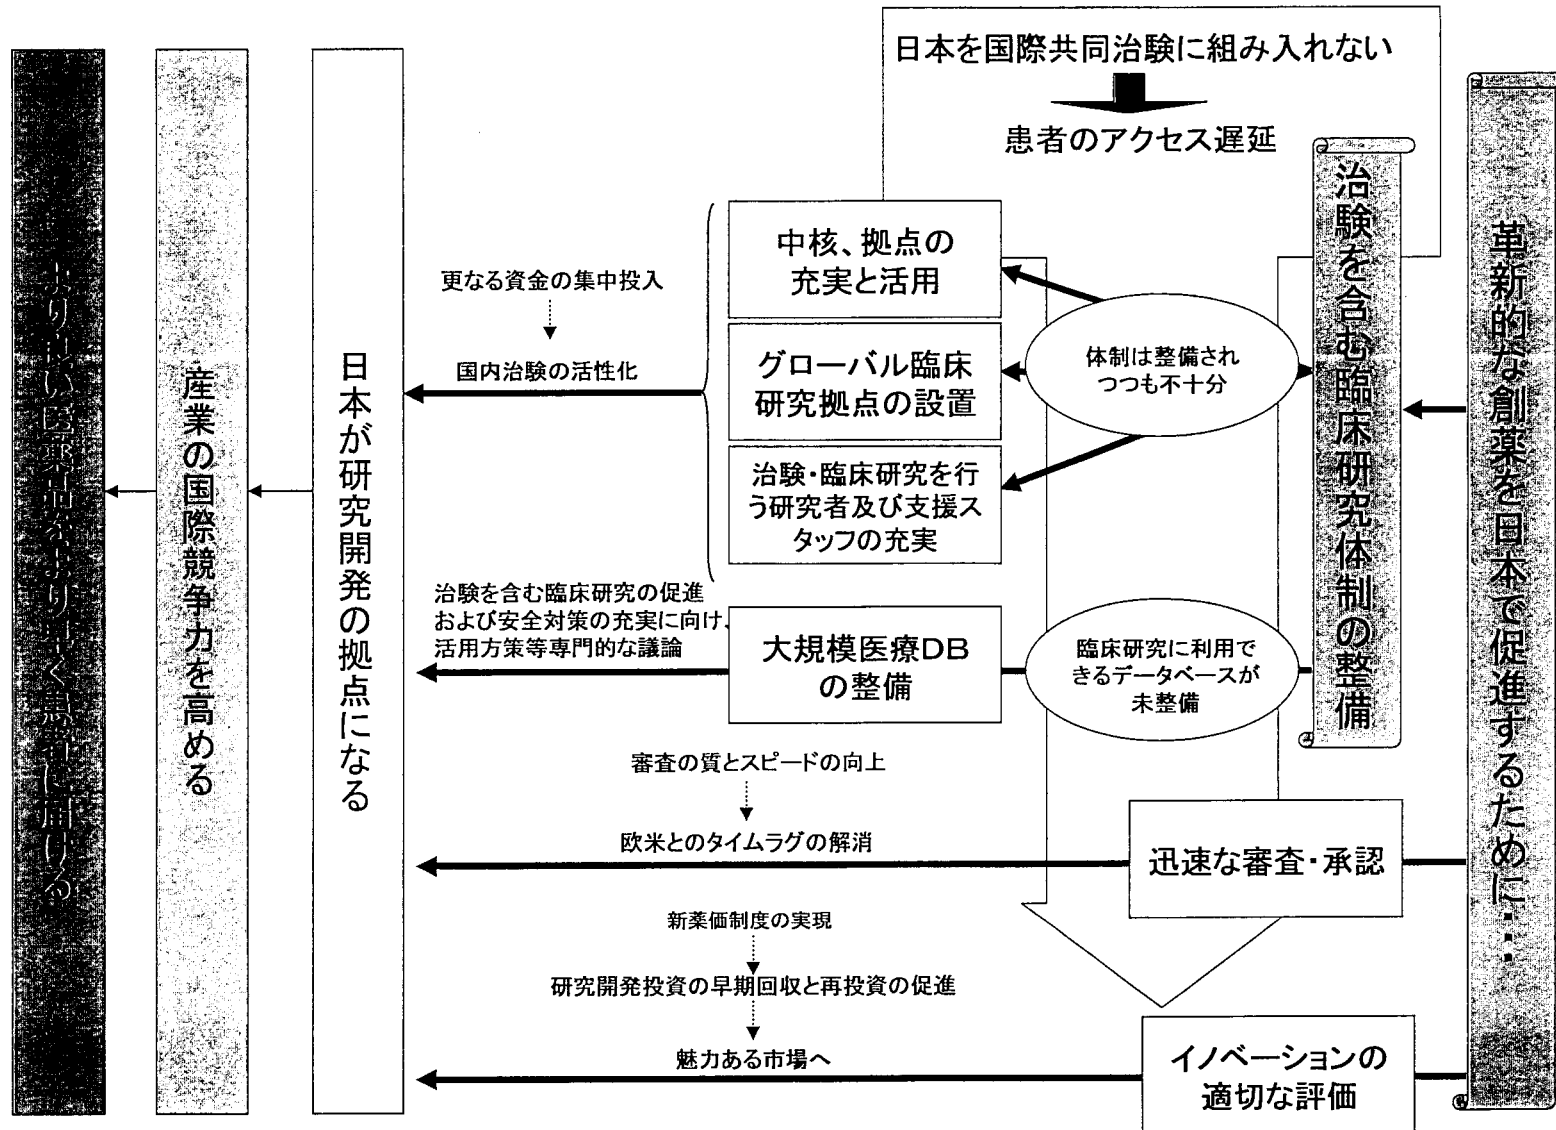 日本を国際共同治験に組み入れない
患者のアクセス遅延
革新的な創薬を日本で促進するために・・・
治験を含む臨床研究体制の整備
体制は整備され
つつも不十分
中核、拠点の
充実と活用
グローバル臨床
研究拠点の設置
治験・臨床研究を行
う研究者及び支援ス
タッフの充実
更なる資金の集中投入
国内治験の活性化
臨床研究に利用で
きるデータベースが
未整備
大規模医療DB
の整備
治験を含む臨床研究の促進
および安全対策の充実に向け、
活用方策等専門的な議論
迅速な審査・承認
審査の質とスピードの向上
欧米とのタイムラグの解消
イノベーションの
適切な評価
新薬価制度の実現
研究開発投資の早期回収と再投資の促進
魅力ある市場へ
日本が研究開発の拠点になる
産業の国際競争力を高める
より良い医薬品をより早く患者に届ける